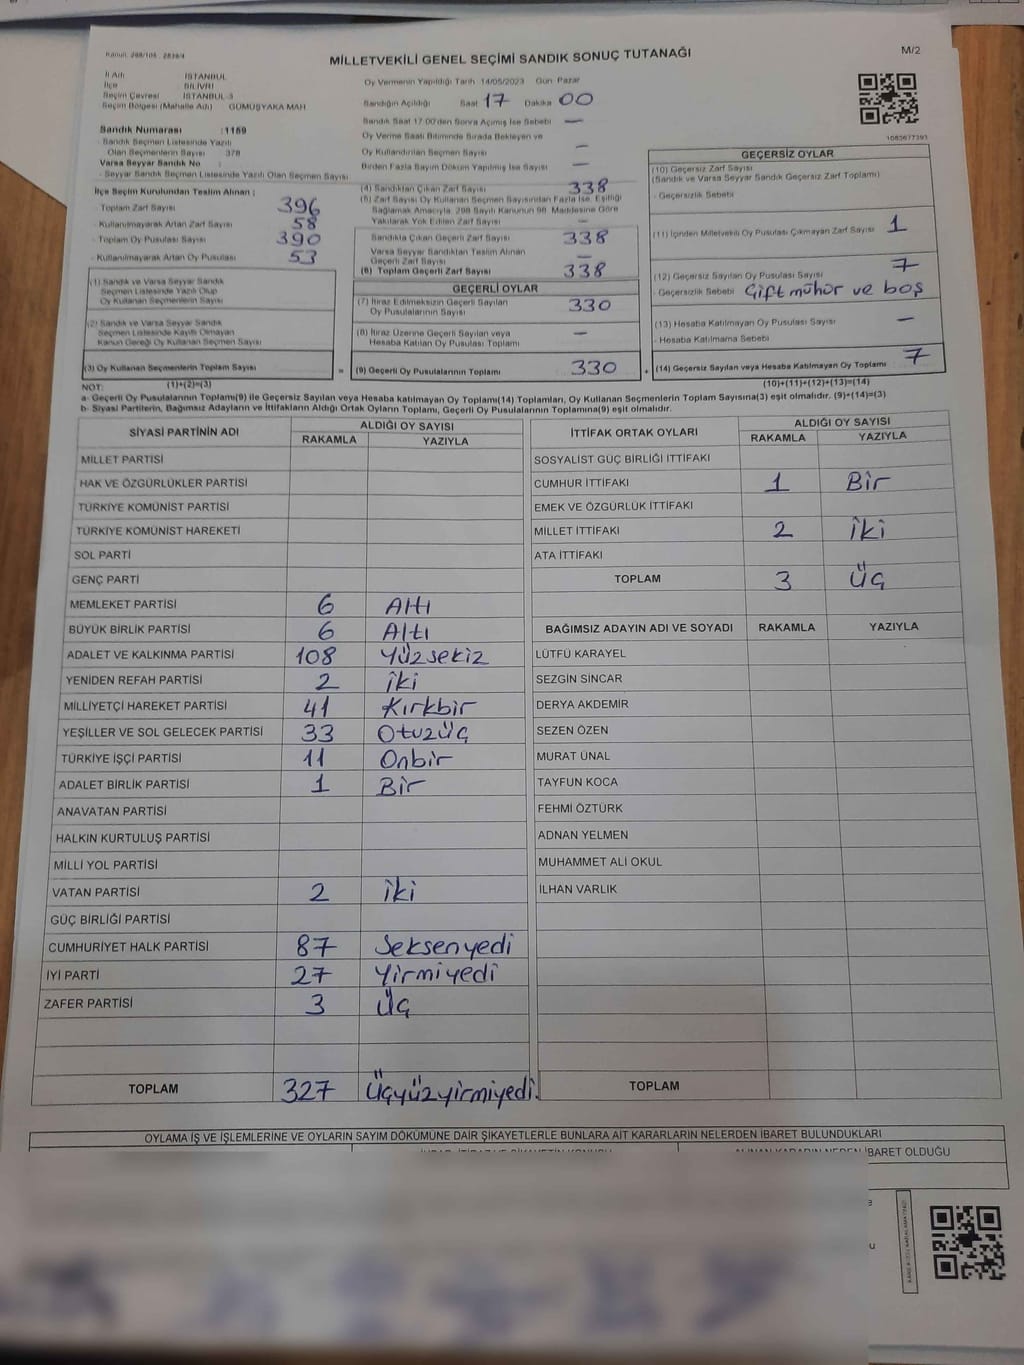 Kanun: 298/105 - 2839/4
MİLLETVEKİLİ GENEL SEÇİMİ SANDIK SONUÇ TUTANAĞI
M/2
İl Adı : İSTANBUL
İlçe : SİLİVRİ
Seçim Çevresi : İSTANBUL-3
Seçim Bölgesi (Mahalle Adı) GÜMÜŞYAKA MAH
Sandık Numarası :1159
- Sandık Seçmen Listesinde Yazılı
Olan Seçmenlerin Sayısı 378
Varsa Seyyar Sandık No :
- Seyyar Sandık Seçmen Listesinde Yazılı Olan Seçmen Sayısı
İlçe Seçim Kurulundan Teslim Alınan ;
- Toplam Zarf Sayısı 396
- Kullanılmayarak Artan Zarf Sayısı 58
- Toplam Oy Pusulası Sayısı 390
- Kullanılmayarak Artan Oy Pusulası 53
(1) Sandık ve Varsa Seyyar Sandık
Seçmen Listesinde Yazılı Olup
Oy Kullanan Seçmenlerin Sayısı
(2) Sandık ve Varsa Seyyar Sandık
Seçmen Listesinde Kayıtlı Olmayan
Kanun Gereği Oy Kullanan Seçmen Sayısı
(3) Oy Kullanan Seçmenlerin Toplam Sayısı
Oy Vermenin Yapıldığı Tarih 14/05/2023 Gün Pazar
Sandığın Açıldığı Saat 17 Dakika 00
Sandık Saat 17.00'den Sonra Açılmış İse Sebebi —
Oy Verme Saati Bitiminde Sırada Bekleyen ve
Oy Kullandırılan Seçmen Sayısı —
Birden Fazla Sayım Döküm Yapılmış İse Sayısı —
(4) Sandıktan Çıkan Zarf Sayısı 338
(5) Zarf Sayısı Oy Kullanan Seçmen Sayısından Fazla İse, Eşitliği
Sağlamak Amacıyla, 298 Sayılı Kanunun 98. Maddesine Göre
Yakılarak Yok Edilen Zarf Sayısı —
Sandıkta Çıkan Geçerli Zarf Sayısı 338
Varsa Seyyar Sandıktan Teslim Alınan
Geçerli Zarf Sayısı —
(6) Toplam Geçerli Zarf Sayısı 338
GEÇERLİ OYLAR
(7) İtiraz Edilmeksizin Geçerli Sayılan
Oy Pusulalarının Sayısı 330
(8) İtiraz Üzerine Geçerli Sayılan veya
Hesaba Katılan Oy Pusulası Toplamı —
= (9) Geçerli Oy Pusulalarının Toplamı 330
1083677393
GEÇERSİZ OYLAR
(10) Geçersiz Zarf Sayısı
(Sandık ve Varsa Seyyar Sandık Geçersiz Zarf Toplamı)
- Geçersizlik Sebebi
(11) İçinden Milletvekili Oy Pusulası Çıkmayan Zarf Sayısı 1
(12) Geçersiz Sayılan Oy Pusulası Sayısı 7
- Geçersizlik Sebebi Çift mühür ve boş
(13) Hesaba Katılmayan Oy Pusulası Sayısı —
- Hesaba Katılmama Sebebi
+ (14) Geçersiz Sayılan veya Hesaba Katılmayan Oy Toplamı 7
NOT: (1)+(2)=(3) (10)+(11)+(12)+(13)=(14)
a- Geçerli Oy Pusulalarının Toplamı(9) ile Geçersiz Sayılan veya Hesaba katılmayan Oy Toplamı(14) Toplamları, Oy Kullanan Seçmenlerin Toplam Sayısına(3) eşit olmalıdır. (9)+(14)=(3)
b- Siyasi Partilerin, Bağımsız Adayların ve İttifakların Aldığı Ortak Oyların Toplamı, Geçerli Oy Pusulalarının Toplamına(9) eşit olmalıdır.
SİYASİ PARTİNİN ADI ALDIĞI OY SAYISI
RAKAMLA YAZIYLA
MİLLET PARTİSİ
HAK VE ÖZGÜRLÜKLER PARTİSİ
TÜRKİYE KOMÜNİST PARTİSİ
TÜRKİYE KOMÜNİST HAREKETİ
SOL PARTİ
GENÇ PARTİ
MEMLEKET PARTİSİ 6 Altı
BÜYÜK BİRLİK PARTİSİ 6 Altı
ADALET VE KALKINMA PARTİSİ 108 Yüzsekiz
YENİDEN REFAH PARTİSİ 2 iki
MİLLİYETÇİ HAREKET PARTİSİ 41 Kırkbir
YEŞİLLER VE SOL GELECEK PARTİSİ 33 Otuzüç
TÜRKİYE İŞÇİ PARTİSİ 11 Onbir
ADALET BİRLİK PARTİSİ 1 Bir
ANAVATAN PARTİSİ
HALKIN KURTULUŞ PARTİSİ
MİLLİ YOL PARTİSİ
VATAN PARTİSİ 2 iki
GÜÇ BİRLİĞİ PARTİSİ
CUMHURİYET HALK PARTİSİ 87 Seksenyedi
İYİ PARTİ 27 Yirmiyedi
ZAFER PARTİSİ 3 Üç
TOPLAM 327 Üçyüzyirmiyedi.
İTTİFAK ORTAK OYLARI ALDIĞI OY SAYISI
RAKAMLA YAZIYLA
SOSYALİST GÜÇ BİRLİĞİ İTTİFAKI
CUMHUR İTTİFAKI 1 Bir
EMEK VE ÖZGÜRLÜK İTTİFAKI
MİLLET İTTİFAKI 2 iki
ATA İTTİFAKI
TOPLAM 3 Üç
BAĞIMSIZ ADAYIN ADI VE SOYADI RAKAMLA YAZIYLA
LÜTFÜ KARAYEL
SEZGİN SİNCAR
DERYA AKDEMİR
SEZEN ÖZEN
MURAT ÜNAL
TAYFUN KOCA
FEHMİ ÖZTÜRK
ADNAN YELMEN
MUHAMMET ALİ OKUL
İLHAN VARLIK
TOPLAM
OYLAMA İŞ VE İŞLEMLERİNE VE OYLARIN SAYIM DÖKÜMÜNE DAİR ŞİKAYETLERLE BUNLARA AİT KARARLARIN NELERDEN İBARET BULUNDUKLARI
İBARET OLDUĞU